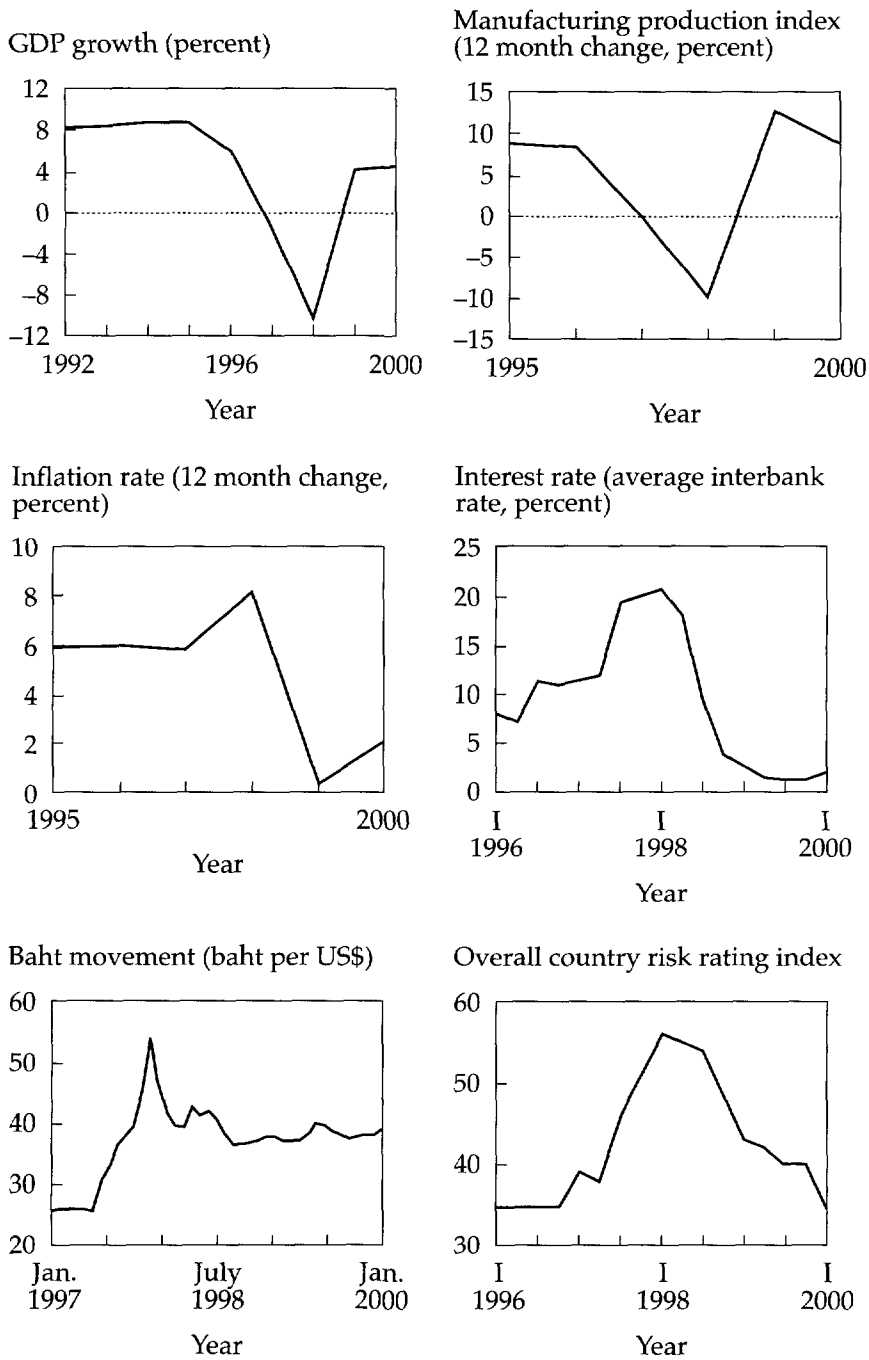 GDP growth (percent)
12
8
4
0
–4
–8
–12
1992
1996
2000
Year
Manufacturing production index
(12 month change, percent)
15
10
5
0
–5
–10
–15
1995
2000
Year
Inflation rate (12 month change,
percent)
10
8
6
4
2
0
1995
2000
Year
Interest rate (average interbank
rate, percent)
25
20
15
10
5
0
I
1996
I
1998
I
2000
Year
Baht movement (baht per US$)
60
50
40
30
20
Jan.
1997
July
1998
Jan.
2000
Year
Overall country risk rating index
60
50
40
30
I
1996
I
1998
I
2000
Year